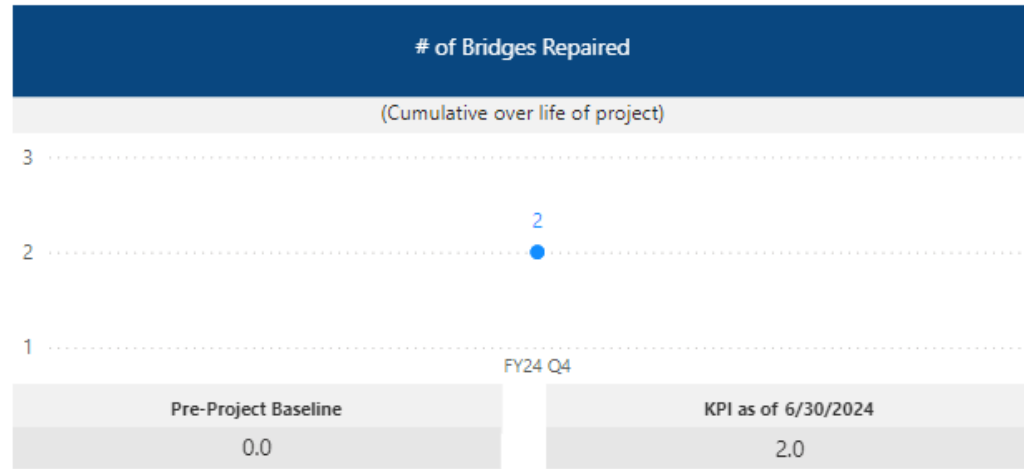 # of Bridges Repaired
(Cumulative over life of project)
3
2
2
1
FY24 Q4
Pre-Project Baseline
KPI as of 6/30/2024
0.0
2.0